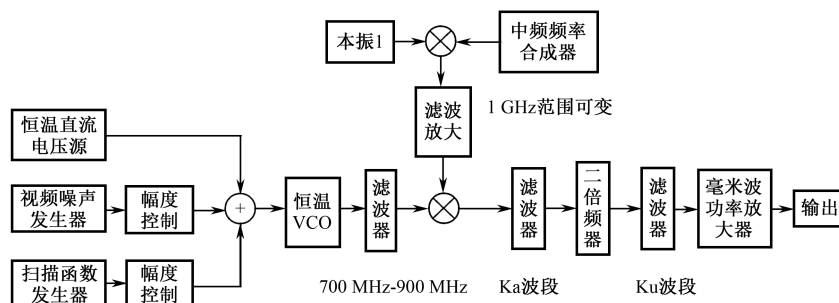 本振1
中频频率
合成器
滤波
放大
1 GHz范围可变
恒温直流
电压源
视频噪声
发生器
幅度
控制
扫描函数
发生器
幅度
控制
+
恒温
VCO
滤波器
700 MHz-900 MHz
滤波器
Ka波段
二倍频器
滤波器
Ku波段
毫米波
功率放
大器
输出